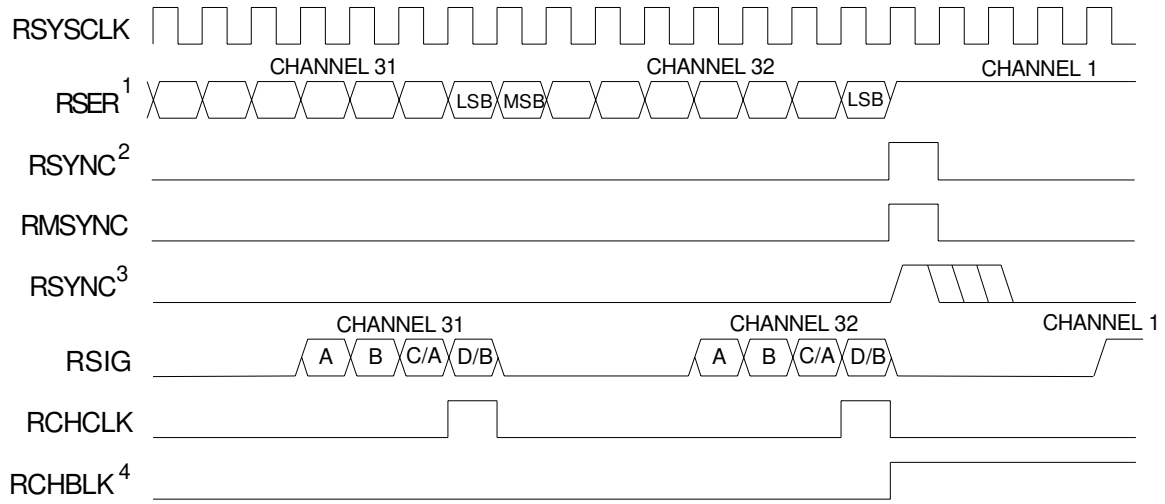 RSYSCLK
CHANNEL 31 CHANNEL 32 CHANNEL 1
RSER1 LSB MSB LSB
RSYNC2
RMSYNC
RSYNC3
CHANNEL 31 CHANNEL 32 CHANNEL 1
RSIG A B C/A D/B A B C/A D/B
RCHCLK
RCHBLK4